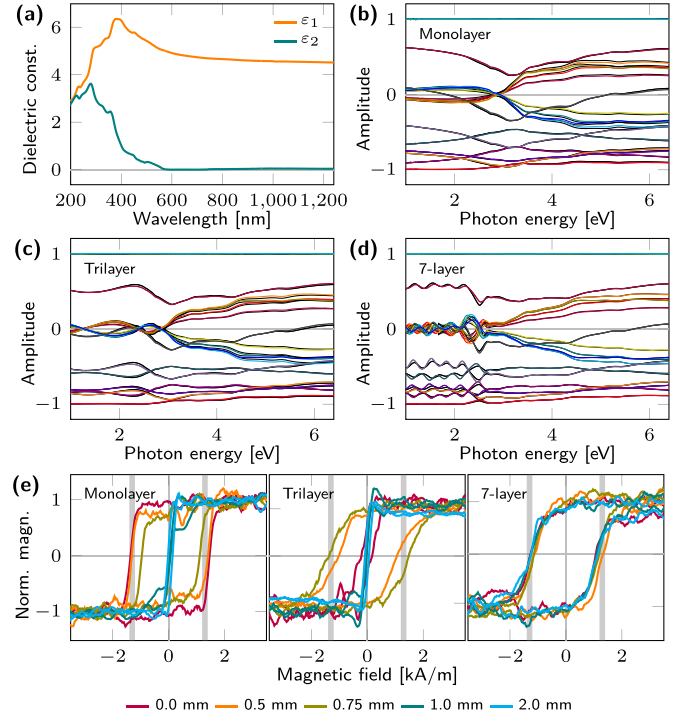 (a)
ε1
ε2
6
4
2
0
Dielectric const.
200
400
600
800
1,000
1,200
Wavelength [nm]
(b)
Monolayer
1
0
−1
Amplitude
2
4
6
Photon energy [eV]
(c)
Trilayer
1
0
−1
Amplitude
2
4
6
Photon energy [eV]
(d)
7-layer
1
0
−1
Amplitude
2
4
6
Photon energy [eV]
(e)
Monolayer
Trilayer
7-layer
1
0
−1
Norm. magn.
−2
0
2
−2
0
2
−2
0
2
Magnetic field [kA/m]
0.0 mm
0.5 mm
0.75 mm
1.0 mm
2.0 mm